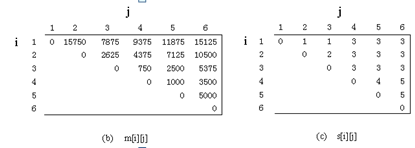 j
1 2 3 4 5 6
i 1 0 15750 7875 9375 11875 15125
2 0 2625 4375 7125 10500
3 0 750 2500 5375
4 0 1000 3500
5 0 5000
6 0
(b) m[i][j]
j
1 2 3 4 5 6
i 1 0 1 1 3 3 3
2 0 2 3 3 3
3 0 3 3 3
4 0 4 5
5 0 5
6 0
(c) s[i][j]